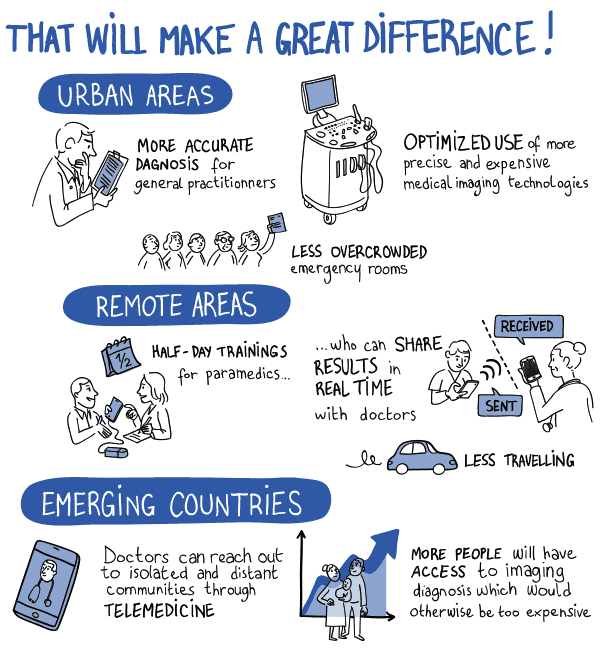 THAT WILL MAKE A GREAT DIFFERENCE!
URBAN AREAS
MORE ACCURATE
DAGNOSIS for
general practitionners
OPTIMIZED USE of more
precise and expensive
medical imaging technologies
LESS OVERCROWDED
emergency rooms
REMOTE AREAS
1/2
HALF-DAY TRAININGS
for paramedics...
...who can SHARE
RESULTS in
REAL TIME
with doctors
RECEIVED
SENT
LESS TRAVELLING
EMERGING COUNTRIES
Doctors can reach out
to isolated and distant
communities through
TELEMEDICINE
MORE PEOPLE will have
ACCESS to imaging
diagnosis which would
otherwise be too expensive